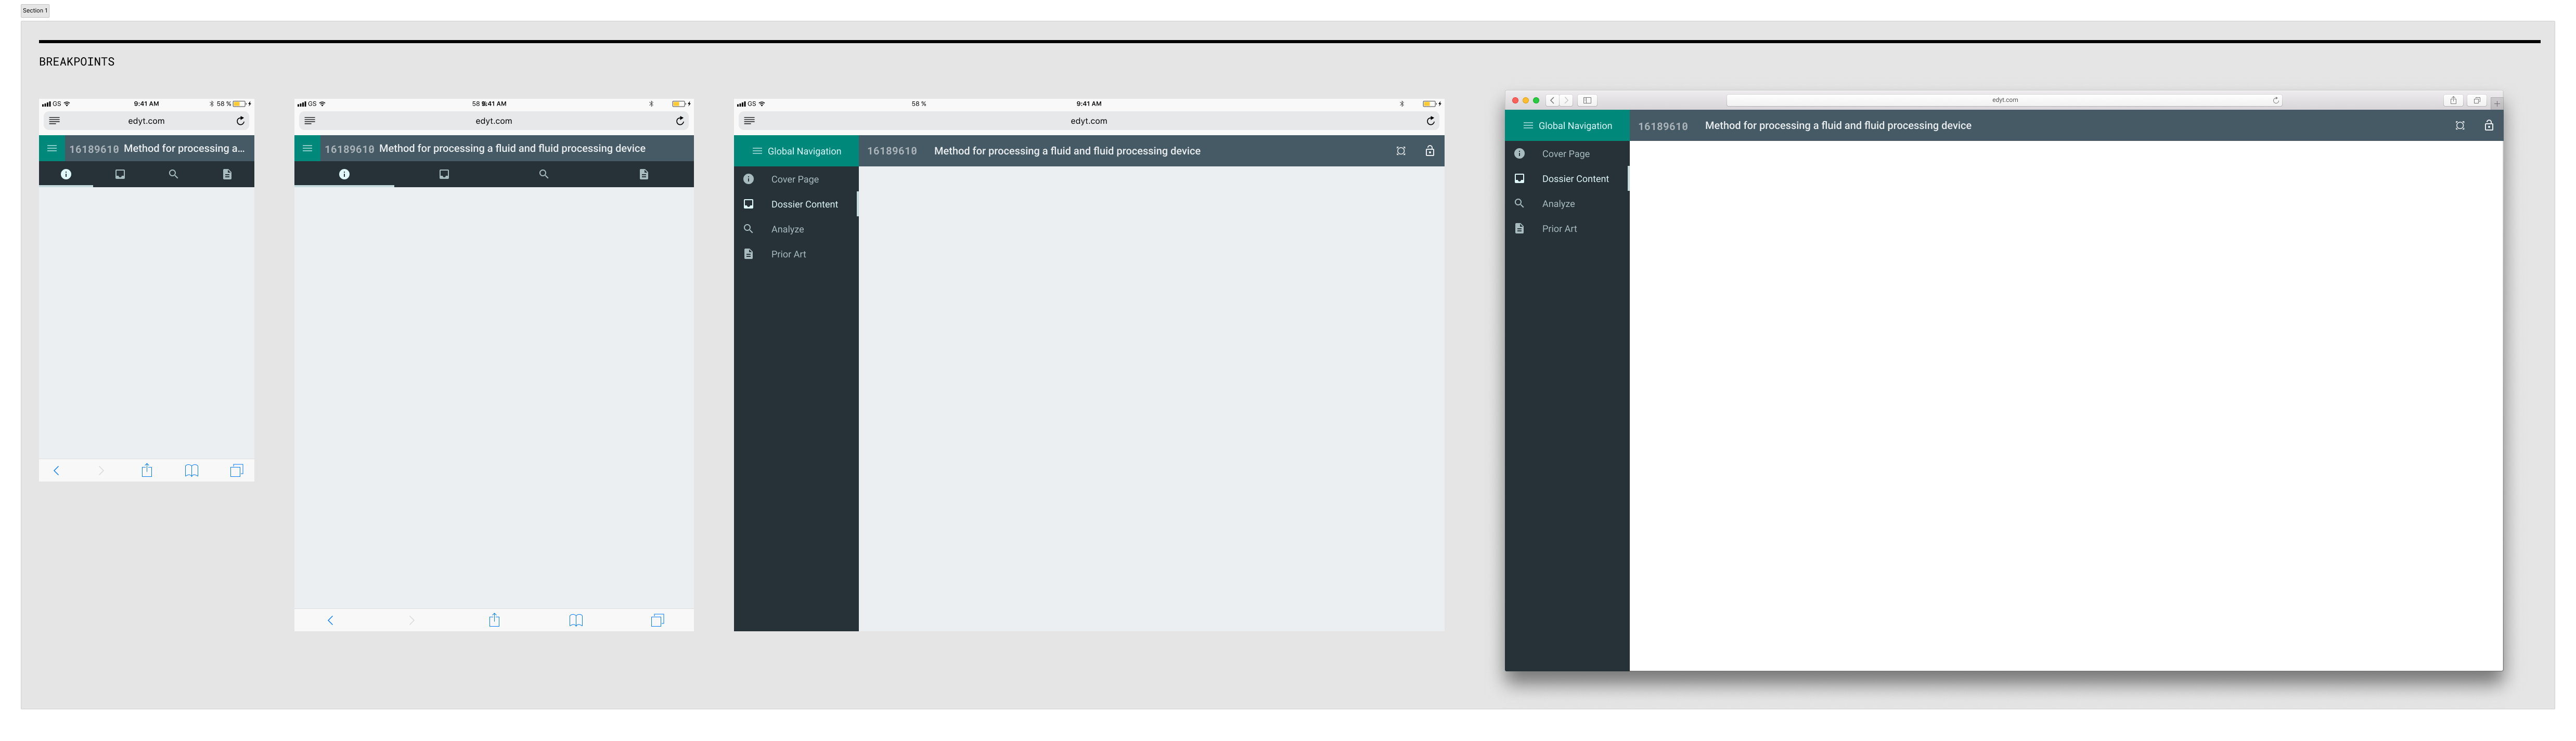 Section 1
BREAKPOINTS
GS 9:41 AM 58 %
edyt.com
16189610 Method for processing a...
GS 58 9:41 AM
edyt.com
16189610 Method for processing a fluid and fluid processing device
GS 58 % 9:41 AM
edyt.com
Global Navigation 16189610 Method for processing a fluid and fluid processing device
Cover Page
Dossier Content
Analyze
Prior Art
edyt.com
Global Navigation 16189610 Method for processing a fluid and fluid processing device
Cover Page
Dossier Content
Analyze
Prior Art